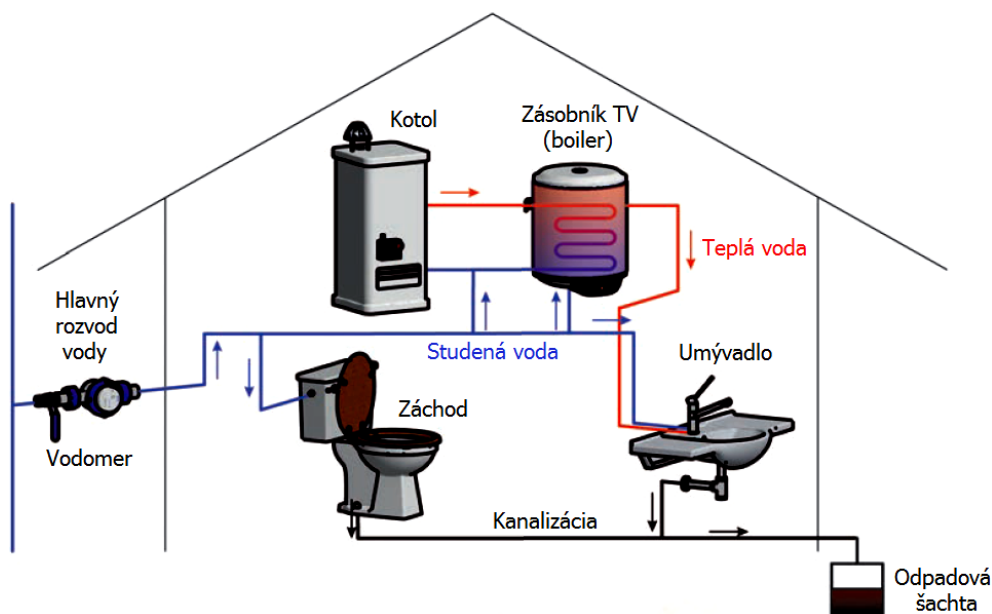 Kotol
Zásobník TV
(boiler)
Teplá voda
Hlavný
rozvod
vody
Studená voda
Umývadlo
Záchod
Vodomer
Kanalizácia
Odpadová
šachta